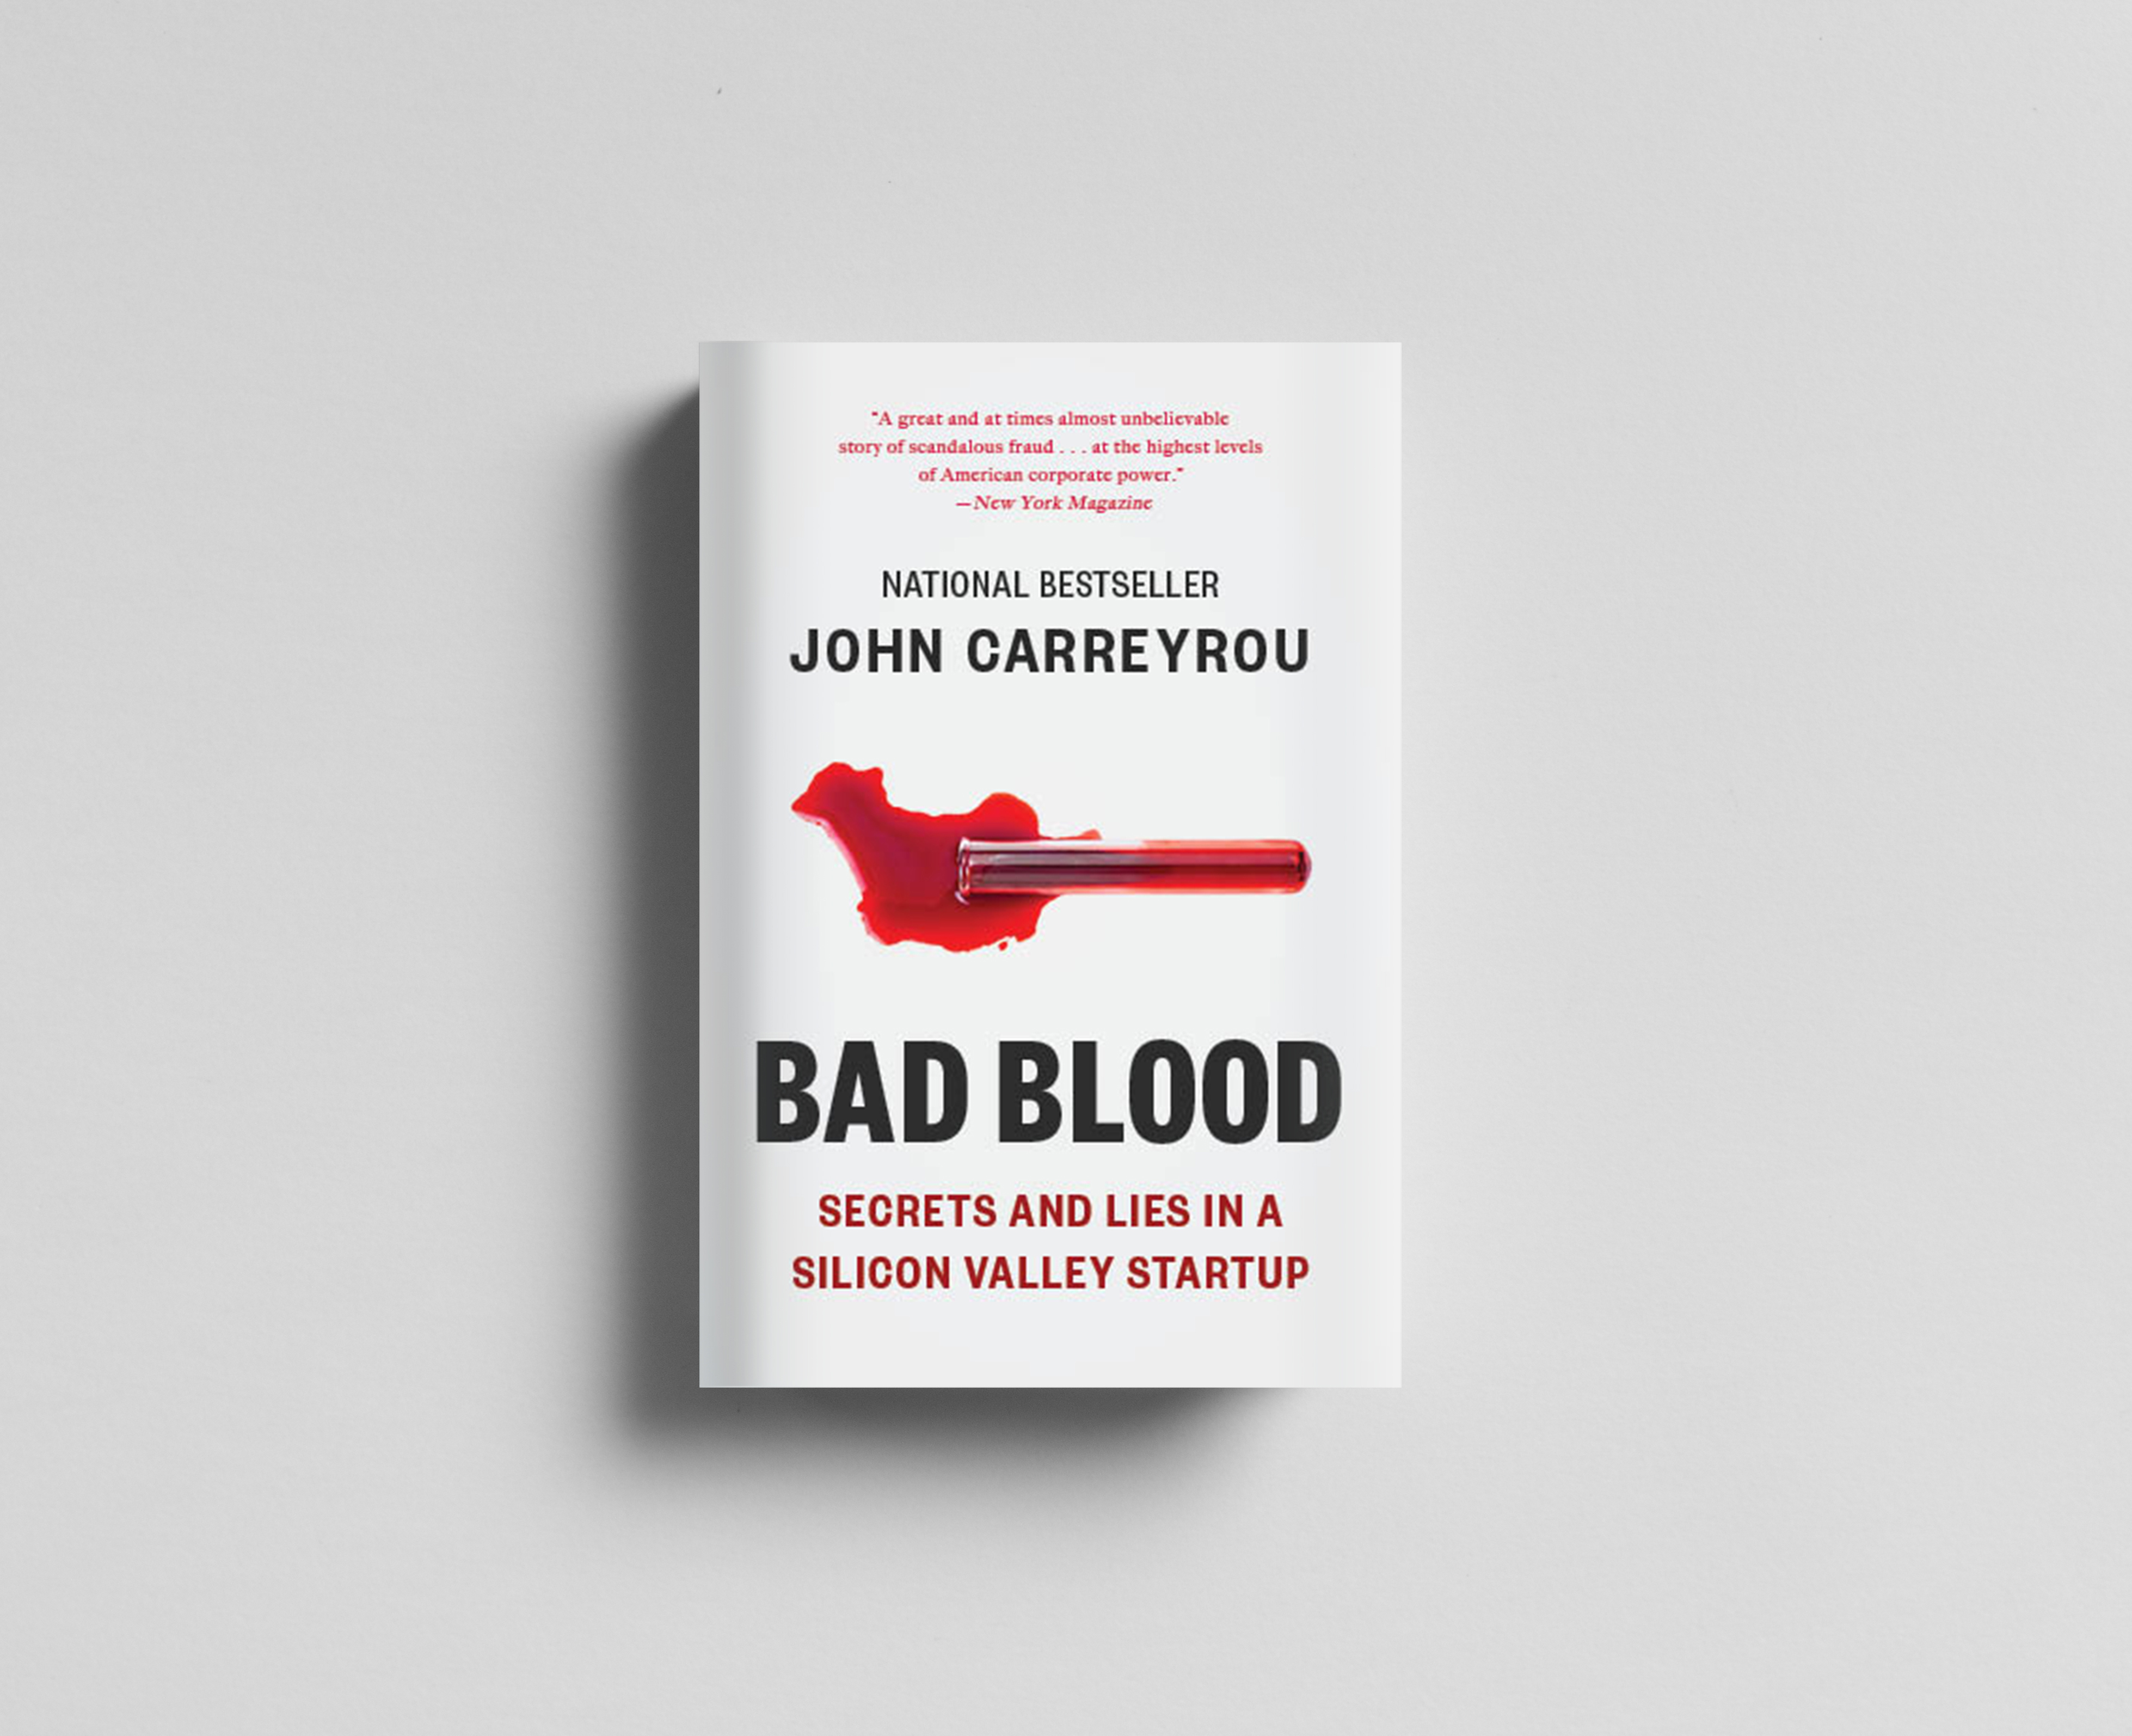 "A great and at times almost unbelievable
story of scandalous fraud . . . at the highest levels
of American corporate power."
—New York Magazine
NATIONAL BESTSELLER
JOHN CARREYROU
BAD BLOOD
SECRETS AND LIES IN A
SILICON VALLEY STARTUP